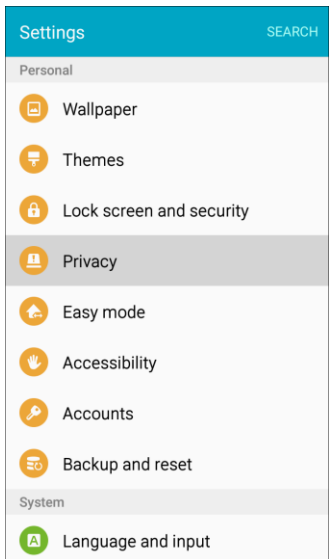 Settings SEARCH
Personal
Wallpaper
Themes
Lock screen and security
Privacy
Easy mode
Accessibility
Accounts
Backup and reset
System
A Language and input